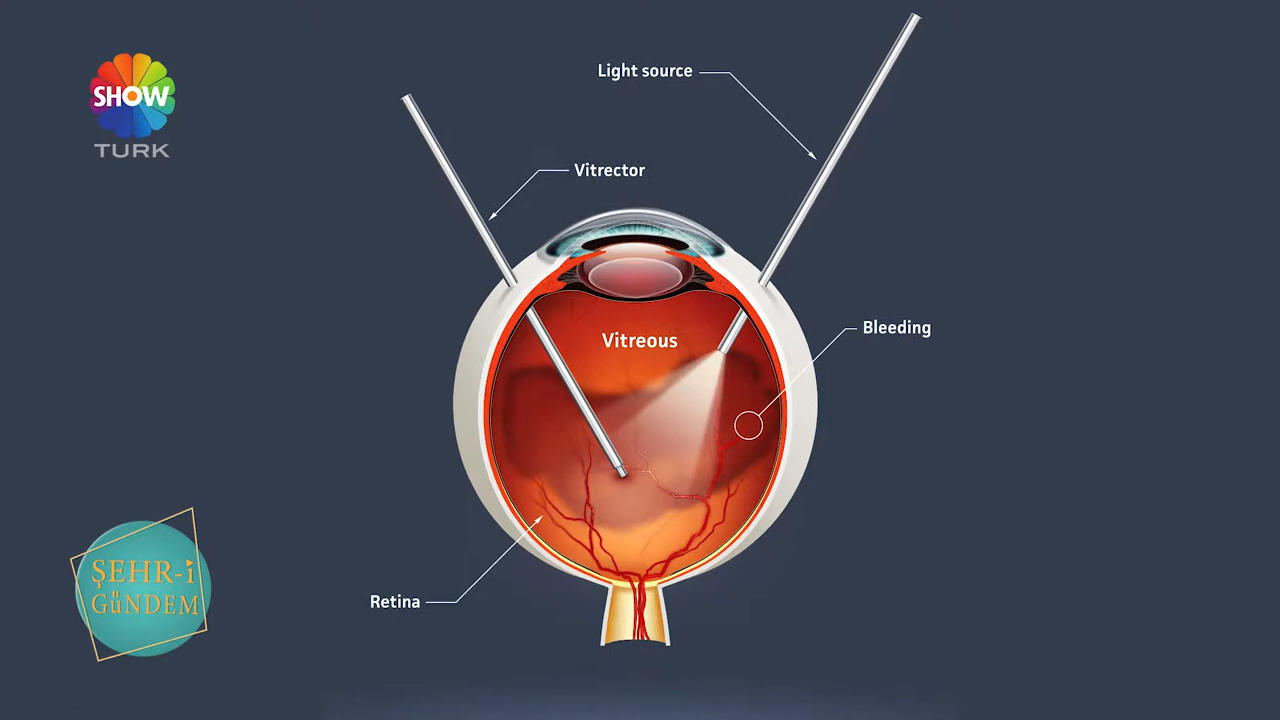 SHOW
TURK
Light source
Vitrector
Vitreous
Bleeding
Retina
ŞEHR-i
GüNDEM